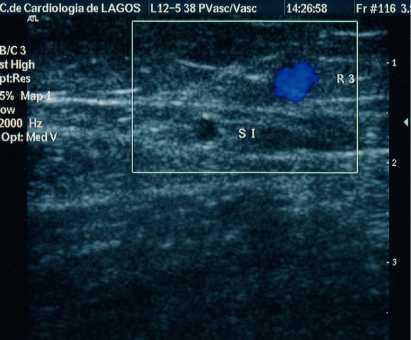 C.de Cardiologia de LAGOS L12-5 38 PVasc/Vasc 14:26:58 Fr #116 3.
ATL
B/C 3
st High
pt:Res
5% Map 1
ow
2000 Hz
Opt: Med V
R 3
S I
1
2
3